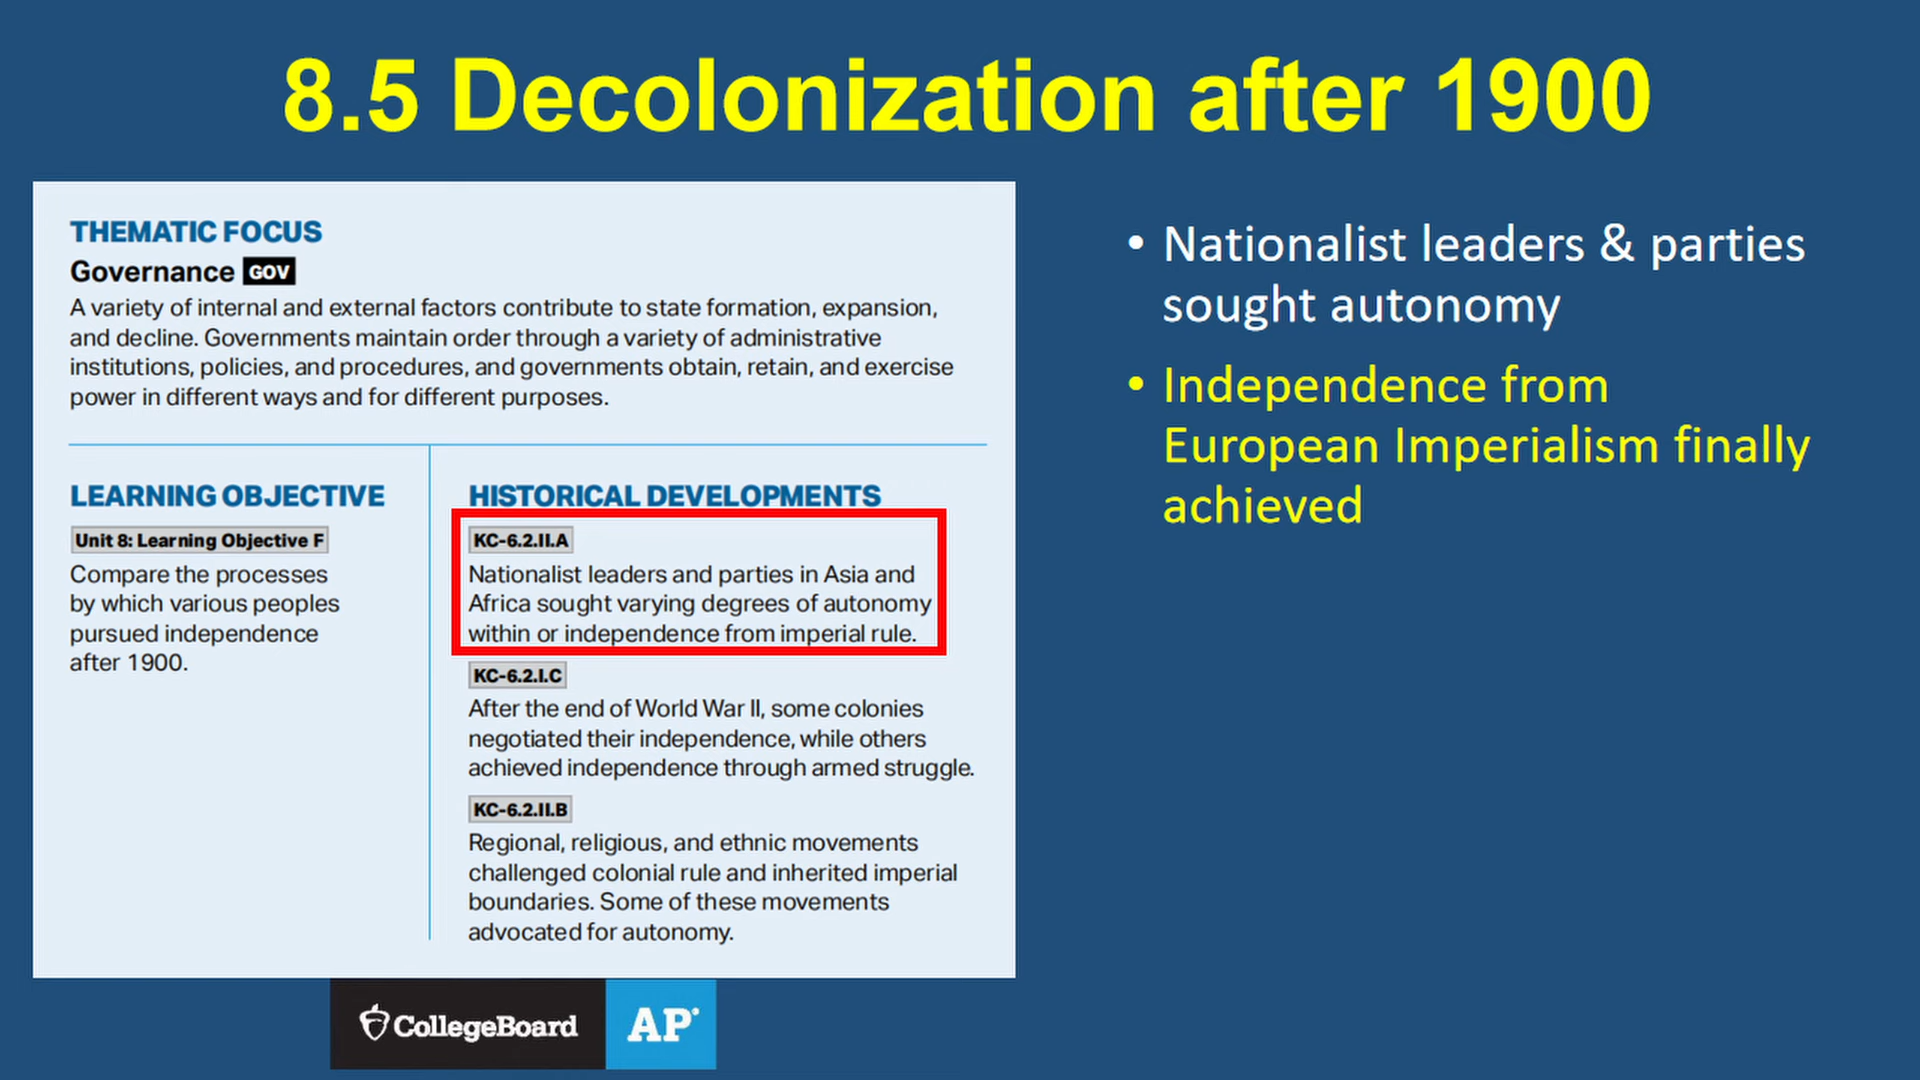 8.5 Decolonization after 1900
THEMATIC FOCUS
Governance GOV
A variety of internal and external factors contribute to state formation, expansion,
and decline. Governments maintain order through a variety of administrative
institutions, policies, and procedures, and governments obtain, retain, and exercise
power in different ways and for different purposes.
LEARNING OBJECTIVE
Unit 8: Learning Objective F
Compare the processes
by which various peoples
pursued independence
after 1900.
HISTORICAL DEVELOPMENTS
KC-6.2.II.A
Nationalist leaders and parties in Asia and
Africa sought varying degrees of autonomy
within or independence from imperial rule.
KC-6.2.I.C
After the end of World War II, some colonies
negotiated their independence, while others
achieved independence through armed struggle.
KC-6.2.II.B
Regional, religious, and ethnic movements
challenged colonial rule and inherited imperial
boundaries. Some of these movements
advocated for autonomy.
• Nationalist leaders & parties
sought autonomy
• Independence from
European Imperialism finally
achieved
CollegeBoard AP®